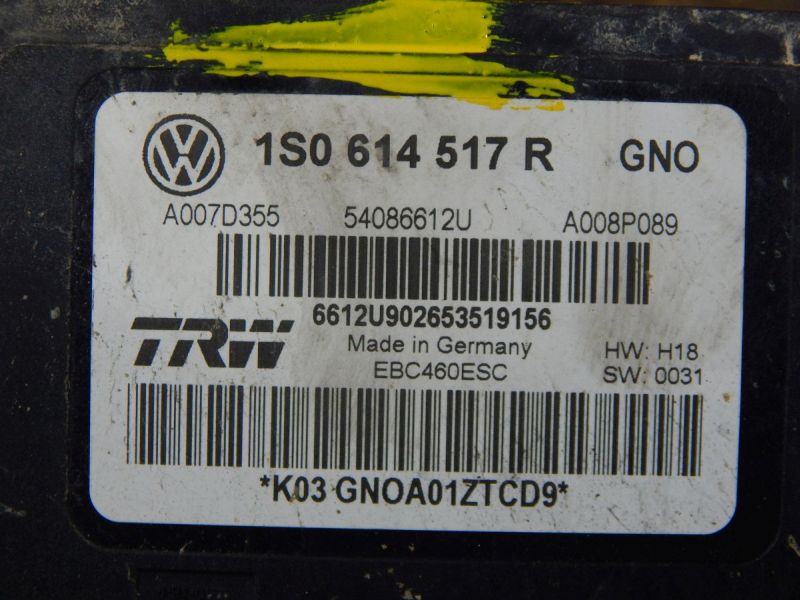 1S0 614 517 R GNO
A007D355 54086612U A008P089
6612U902653519156
TRW
Made in Germany HW: H18
EBC460ESC SW: 0031
*K03 GNOA01ZTCD9*